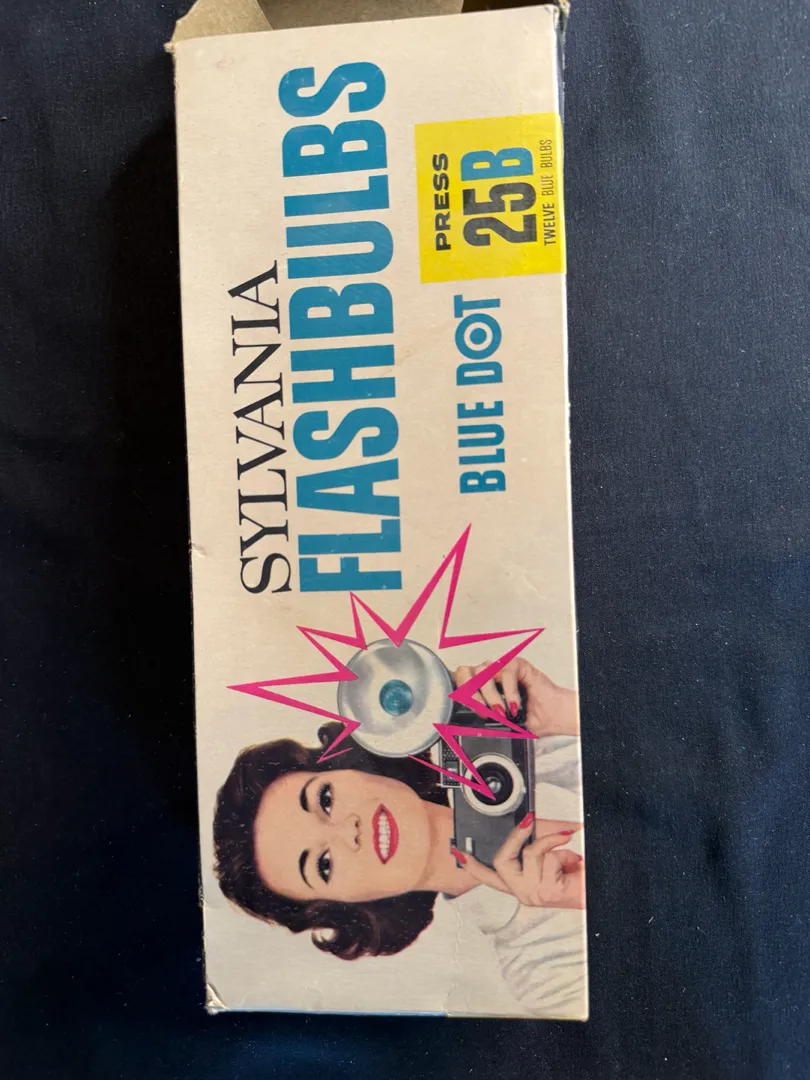 SYLVANIA
FLASHBULBS
BLUE DOT
PRESS
25B
TWELVE BLUE BULBS